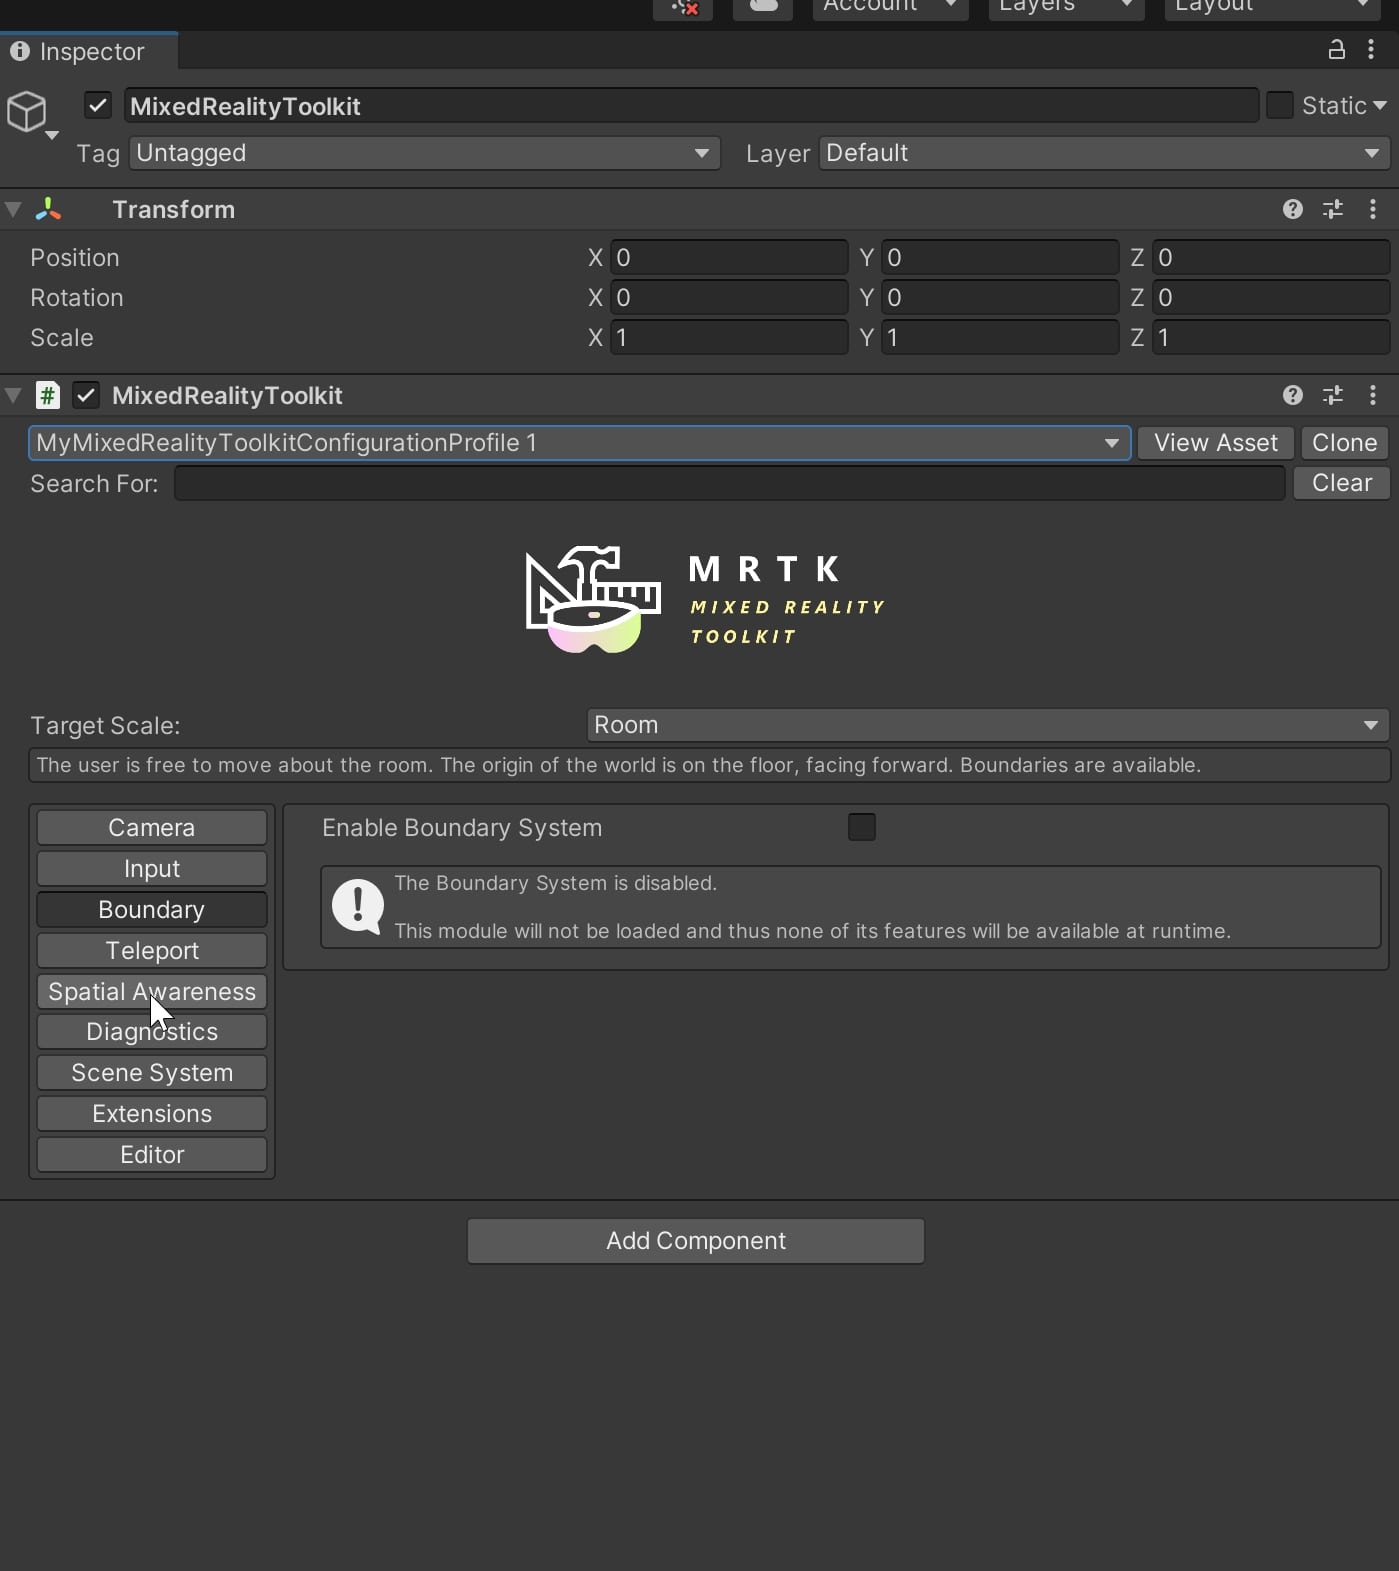 Account Layers Layout
Inspector
MixedRealityToolkit Static
Tag Untagged Layer Default
Transform
Position X 0 Y 0 Z 0
Rotation X 0 Y 0 Z 0
Scale X 1 Y 1 Z 1
# MixedRealityToolkit
MyMixedRealityToolkitConfigurationProfile 1 View Asset Clone
Search For: Clear
MRTK
MIXED REALITY
TOOLKIT
Target Scale: Room
The user is free to move about the room. The origin of the world is on the floor, facing forward. Boundaries are available.
Camera
Input
Boundary
Teleport
Spatial Awareness
Diagnostics
Scene System
Extensions
Editor
Enable Boundary System
The Boundary System is disabled.
This module will not be loaded and thus none of its features will be available at runtime.
Add Component